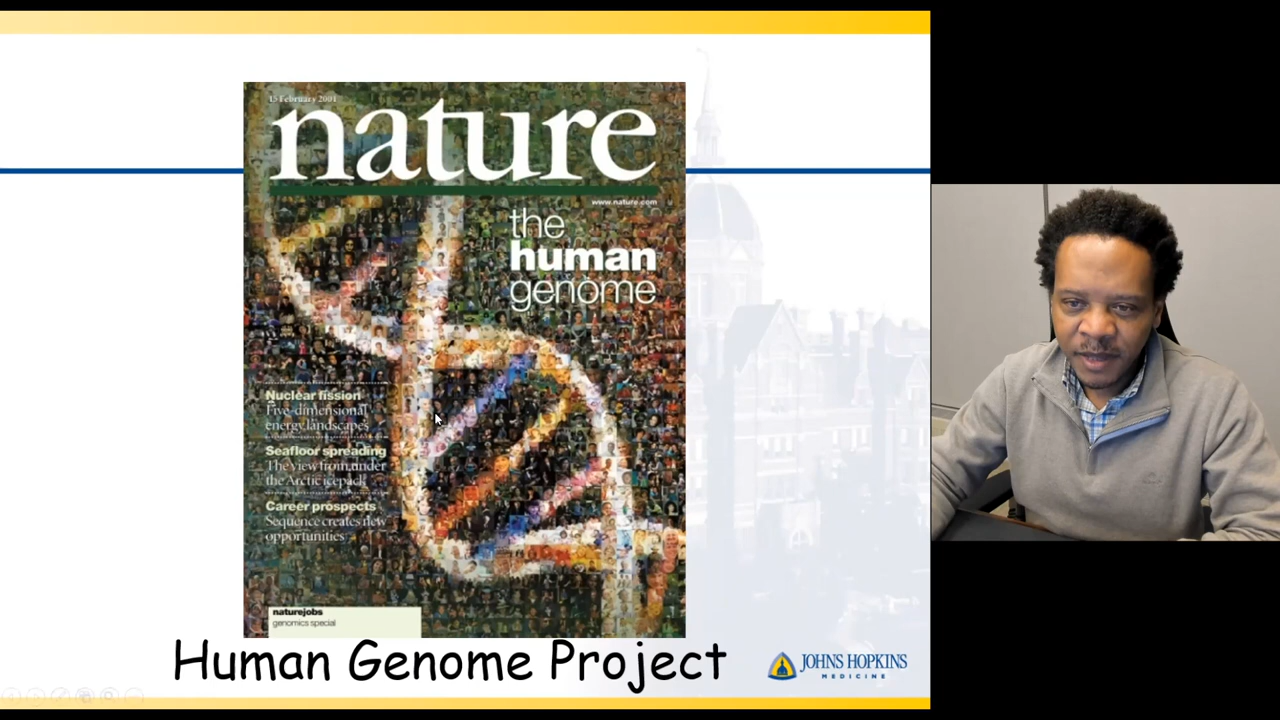 15 February 2001
nature
www.nature.com
the
human
genome
Nuclear fission
Five-dimensional
energy landscapes
Seafloor spreading
The view from under
the Arctic icepack
Career prospects
Sequence creates new
opportunities
naturejobs
genomics special
Human Genome Project
JOHNS HOPKINS
MEDICINE